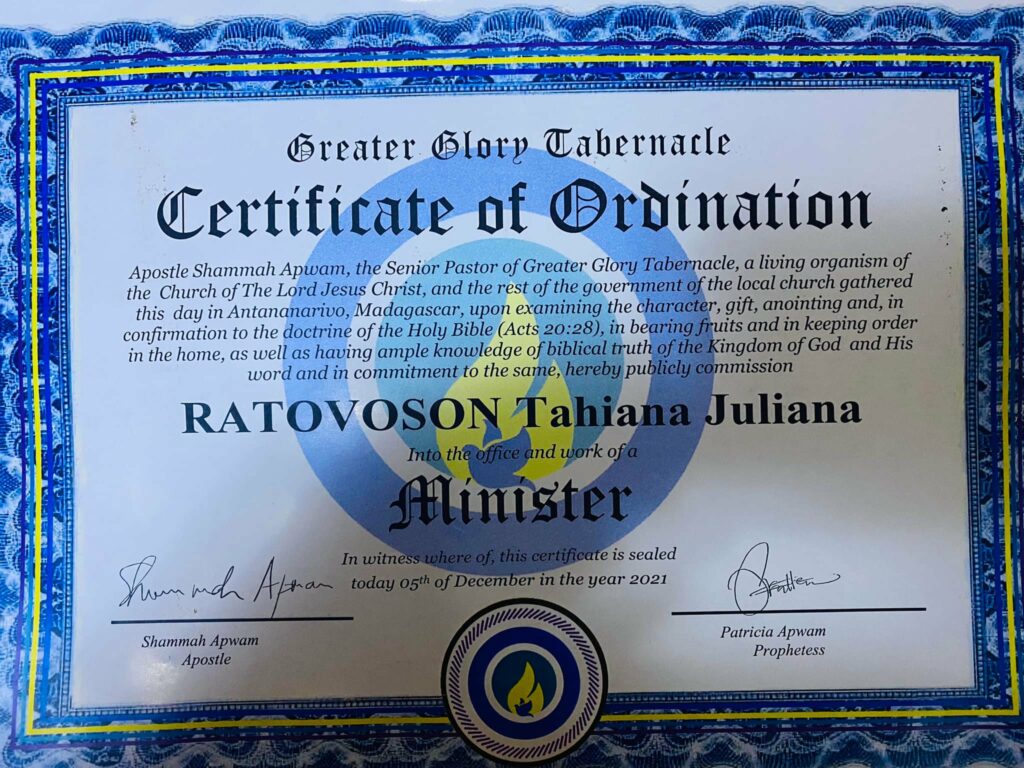 Greater Glory Tabernacle
Certificate of Ordination
Apostle Shammah Apwam, the Senior Pastor of Greater Glory Tabernacle, a living organism of
the Church of The Lord Jesus Christ, and the rest of the government of the local church gathered
this day in Antananarivo, Madagascar, upon examining the character, gift, anointing and, in
confirmation to the doctrine of the Holy Bible (Acts 20:28), in bearing fruits and in keeping order
in the home, as well as having ample knowledge of biblical truth of the Kingdom of God and His
word and in commitment to the same, hereby publicly commission
RATOVOSON Tahiana Juliana
Into the office and work of a
Minister
In witness where of, this certificate is sealed
today 05th of December in the year 2021
Shammah Apwam
Shammah Apwam
Apostle
Patricia Apwam
Prophetess